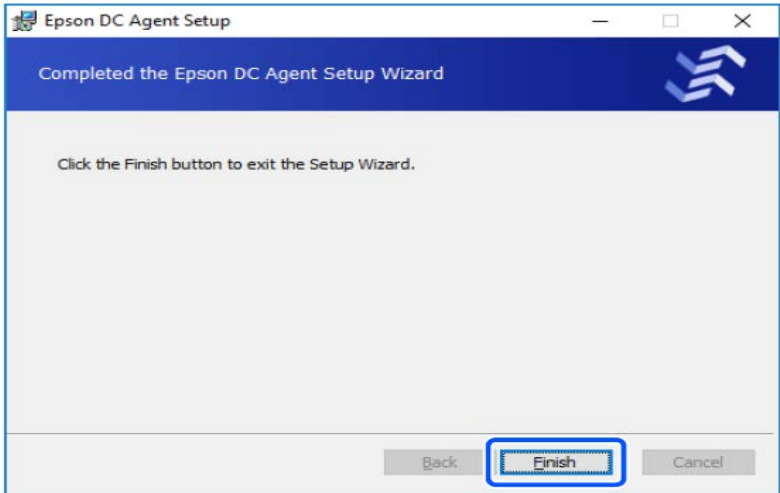 Epson DC Agent Setup
Completed the Epson DC Agent Setup Wizard
Click the Finish button to exit the Setup Wizard.
Back Finish Cancel